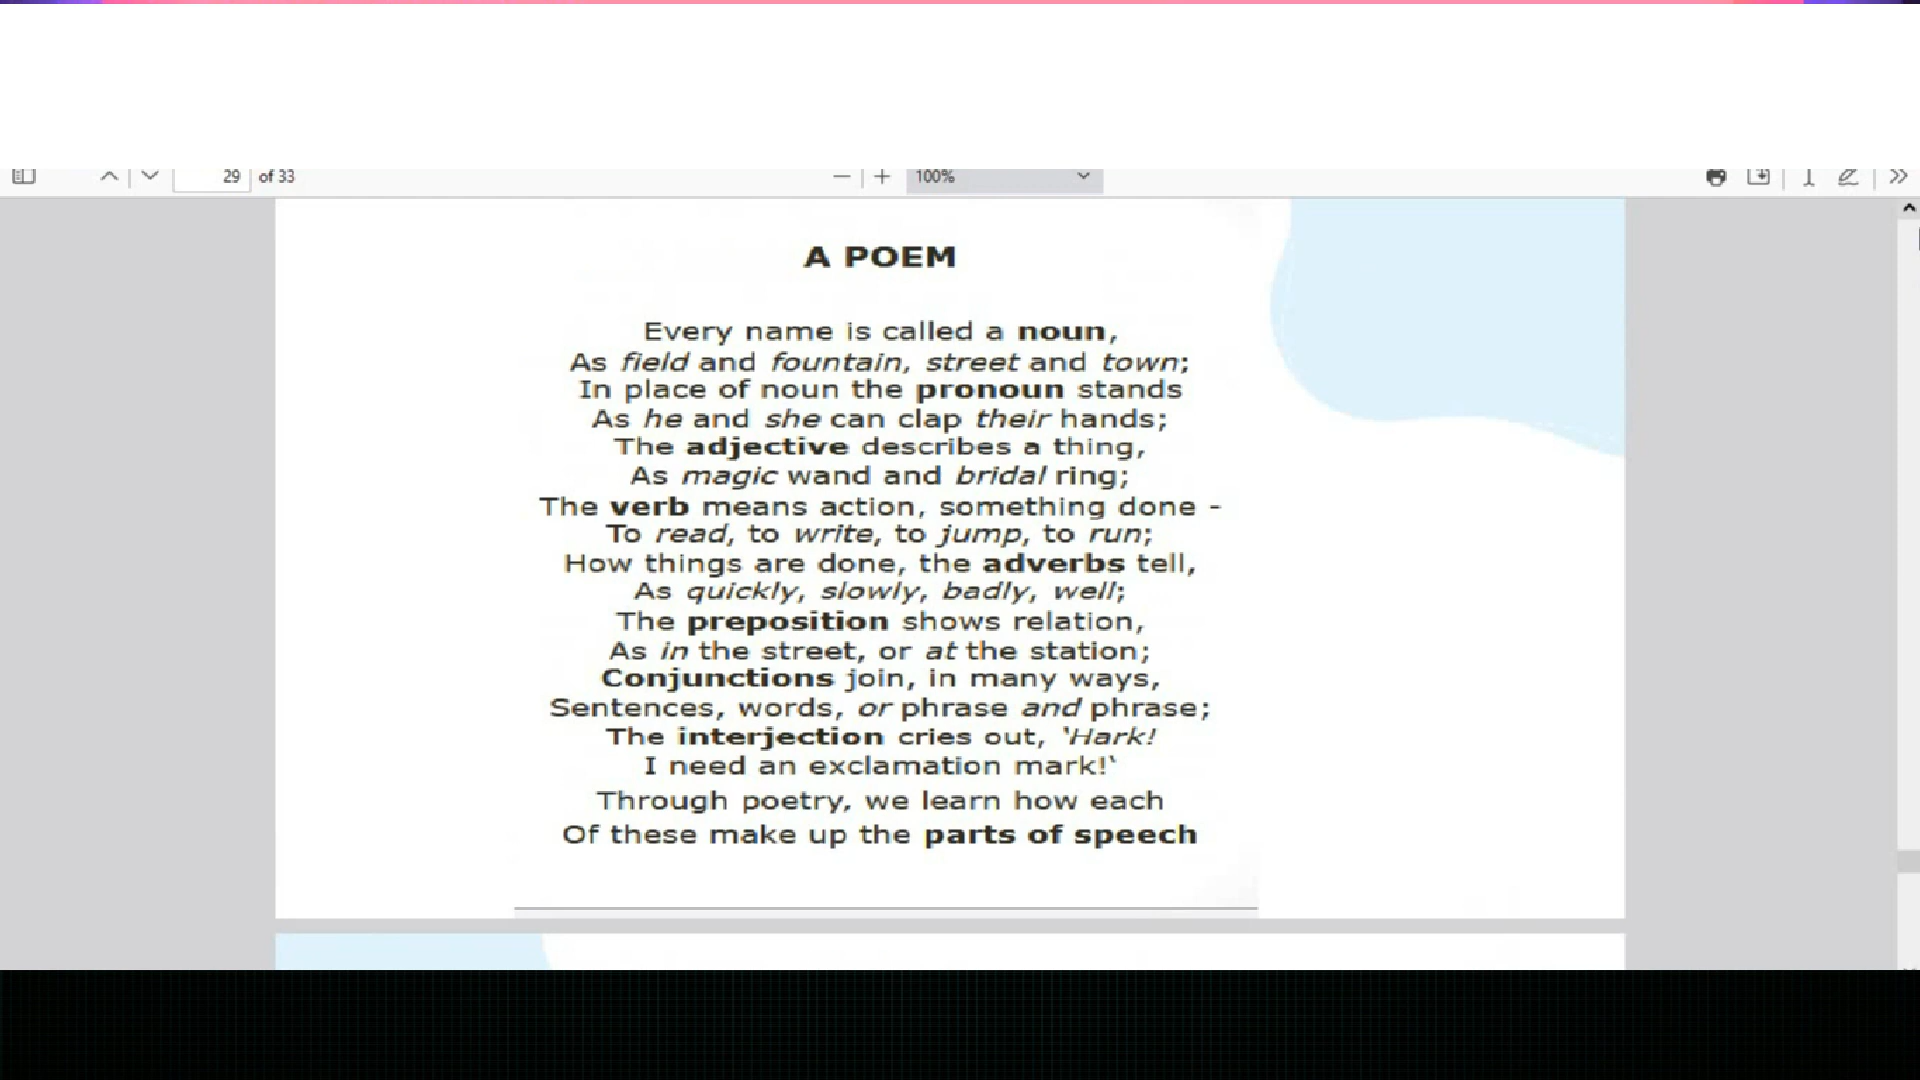 29 of 33
100%
A POEM
Every name is called a noun,
As field and fountain, street and town;
In place of noun the pronoun stands
As he and she can clap their hands;
The adjective describes a thing,
As magic wand and bridal ring;
The verb means action, something done -
To read, to write, to jump, to run;
How things are done, the adverbs tell,
As quickly, slowly, badly, well;
The preposition shows relation,
As in the street, or at the station;
Conjunctions join, in many ways,
Sentences, words, or phrase and phrase;
The interjection cries out, ‛Hark!
I need an exclamation mark!‛
Through poetry, we learn how each
Of these make up the parts of speech